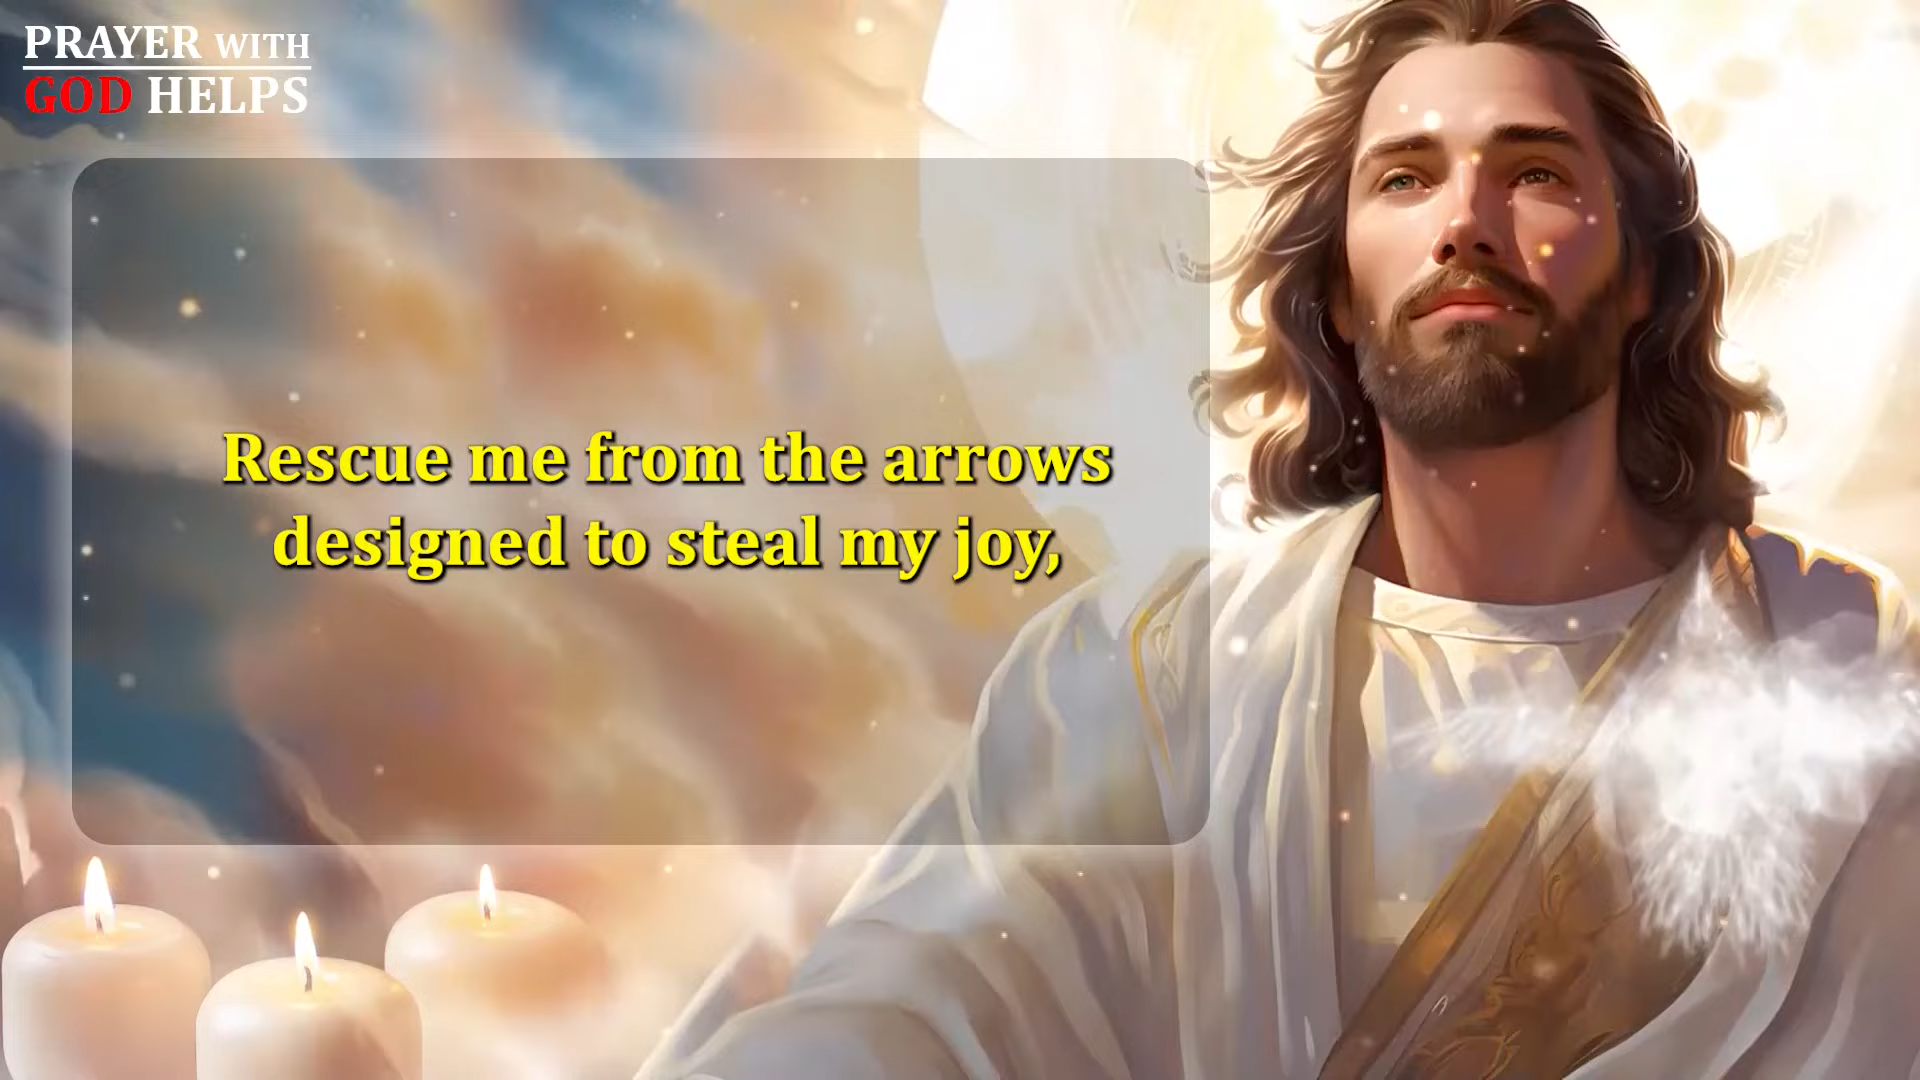 PRAYER WITH
GOD HELPS
Rescue me from the arrows
designed to steal my joy,